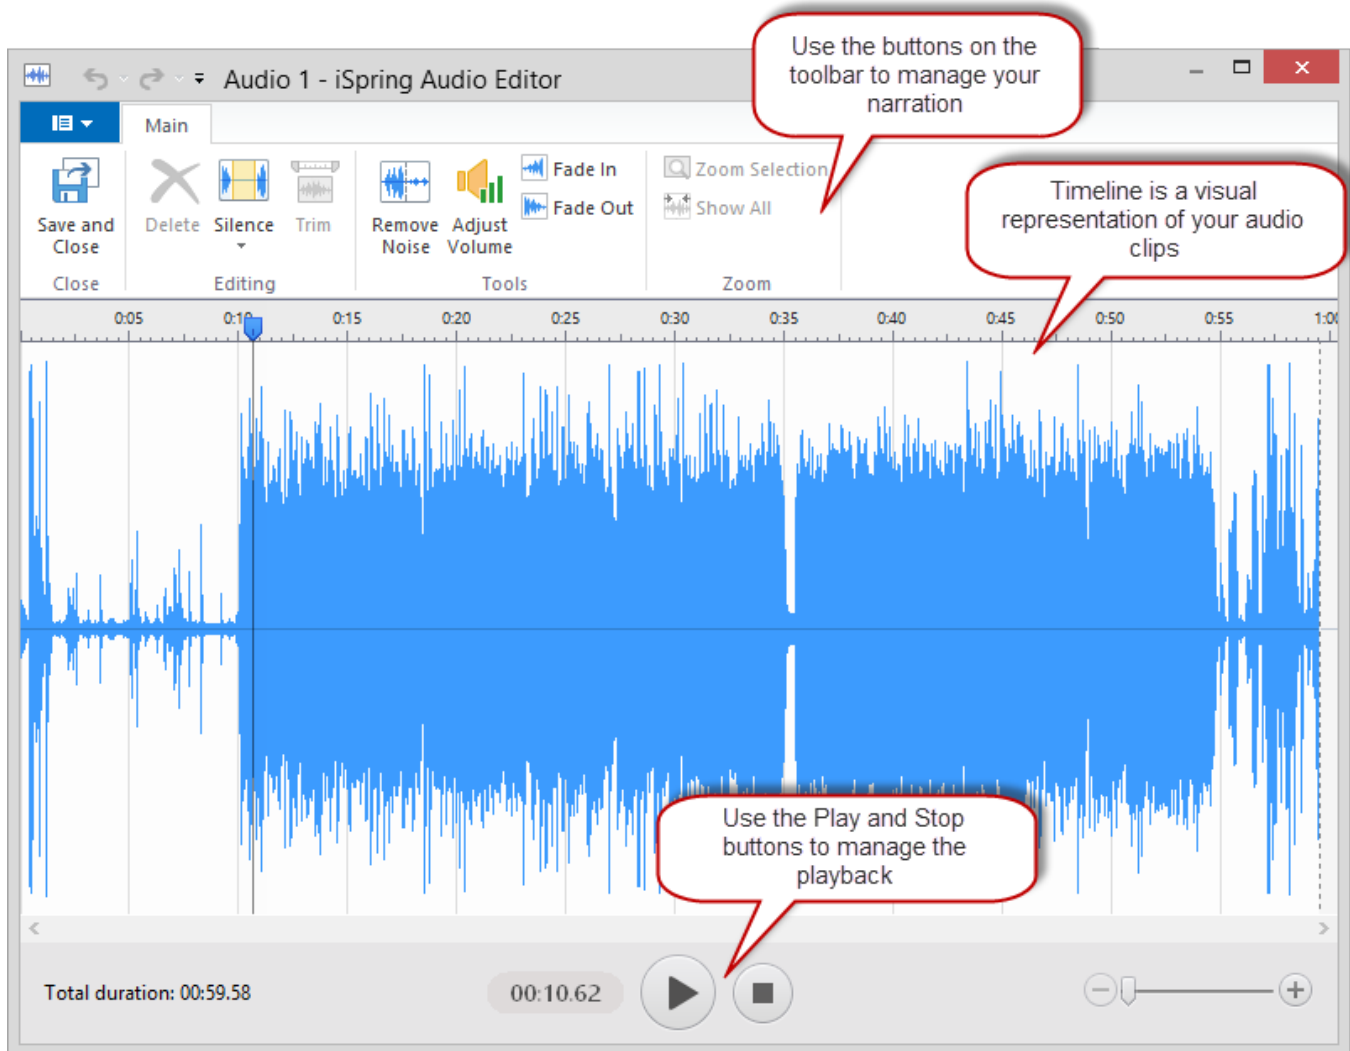 Use the buttons on the
toolbar to manage your
narration
Audio 1 - iSpring Audio Editor
Main
Timeline is a visual
representation of your audio
clips
Save and
Close
Delete
Silence
Trim
Remove
Noise
Adjust
Volume
Fade In
Fade Out
Zoom Selection
Show All
Close
Editing
Tools
Zoom
0:05 0:10 0:15 0:20 0:25 0:30 0:35 0:40 0:45 0:50 0:55 1:00
Use the Play and Stop
buttons to manage the
playback
Total duration: 00:59.58
00:10.62